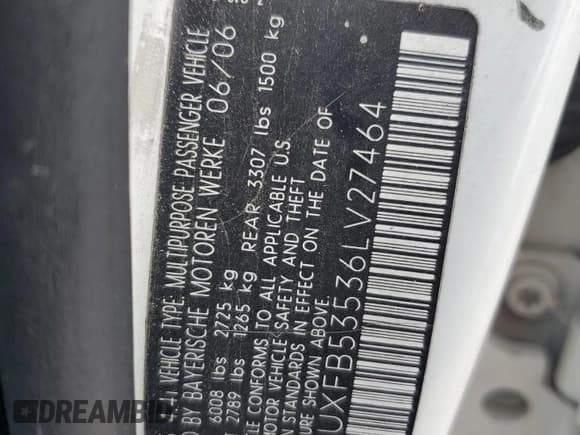 41 VEHICLE TYPE: MULTIPURPOSE PASSENGER VEHICLE
D BY BAYERISCHE MOTOREN WERKE 06/06
6008 lbs 2725 kg
T 2789 lbs 1265 kg REAR 3307 lbs 1500 kg
LE CONFORMS TO ALL APPLICABLE U.S.
MOTOR VEHICLE SAFETY AND THEFT
N STANDARDS IN EFFECT ON THE DATE OF
SHOWN ABOVE.
UXFB53536LV27464
DREAMBID